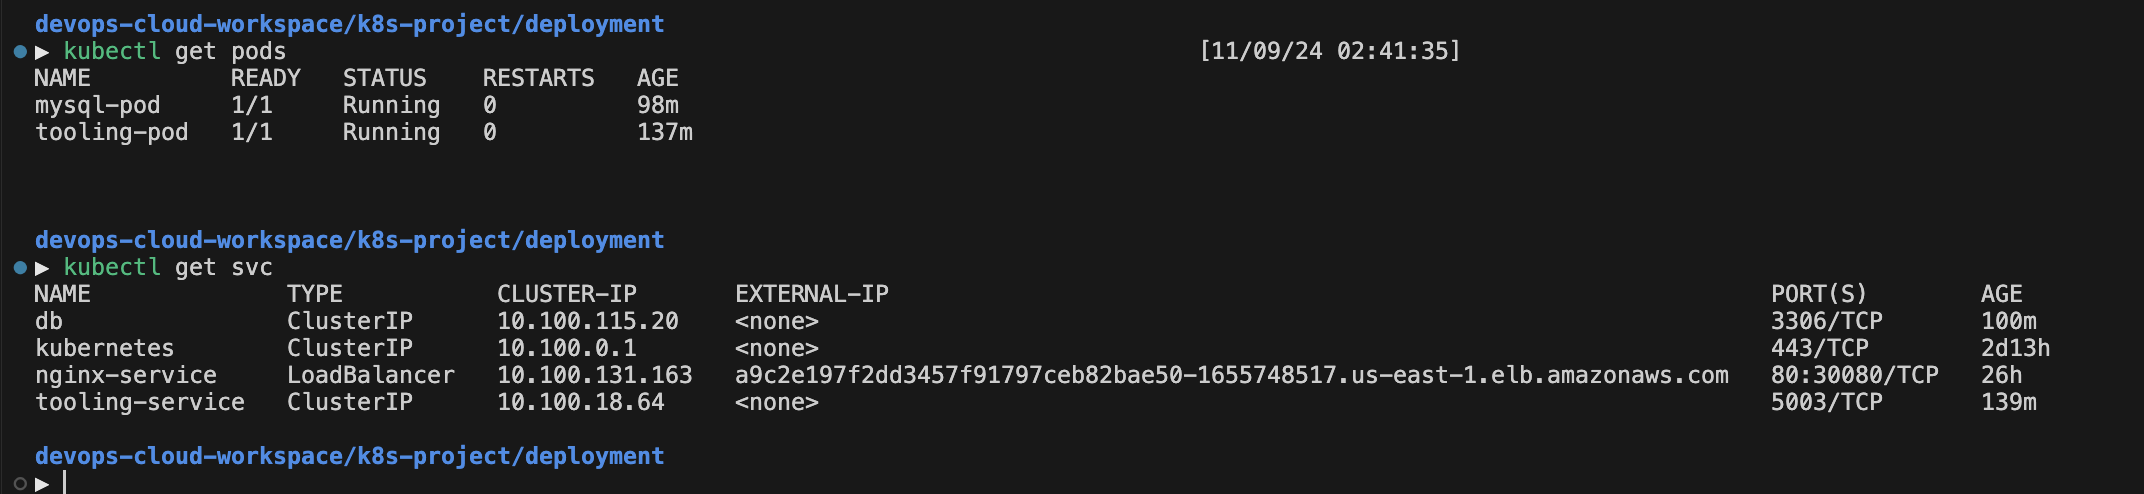 devops-cloud-workspace/k8s-project/deployment
▶ kubectl get pods [11/09/24 02:41:35]
NAME READY STATUS RESTARTS AGE
mysql-pod 1/1 Running 0 98m
tooling-pod 1/1 Running 0 137m
devops-cloud-workspace/k8s-project/deployment
▶ kubectl get svc
NAME TYPE CLUSTER-IP EXTERNAL-IP PORT(S) AGE
db ClusterIP 10.100.115.20 <none> 3306/TCP 100m
kubernetes ClusterIP 10.100.0.1 <none> 443/TCP 2d13h
nginx-service LoadBalancer 10.100.131.163 a9c2e197f2dd3457f91797ceb82bae50-1655748517.us-east-1.elb.amazonaws.com 80:30080/TCP 26h
tooling-service ClusterIP 10.100.18.64 <none> 5003/TCP 139m
devops-cloud-workspace/k8s-project/deployment
▶